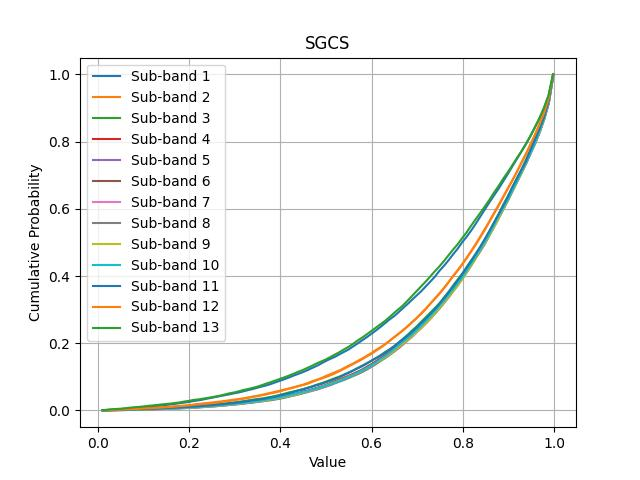 SGCS
1.0
0.8
0.6
0.4
0.2
0.0
Cumulative Probability
Sub-band 1
Sub-band 2
Sub-band 3
Sub-band 4
Sub-band 5
Sub-band 6
Sub-band 7
Sub-band 8
Sub-band 9
Sub-band 10
Sub-band 11
Sub-band 12
Sub-band 13
0.0 0.2 0.4 0.6 0.8 1.0
Value